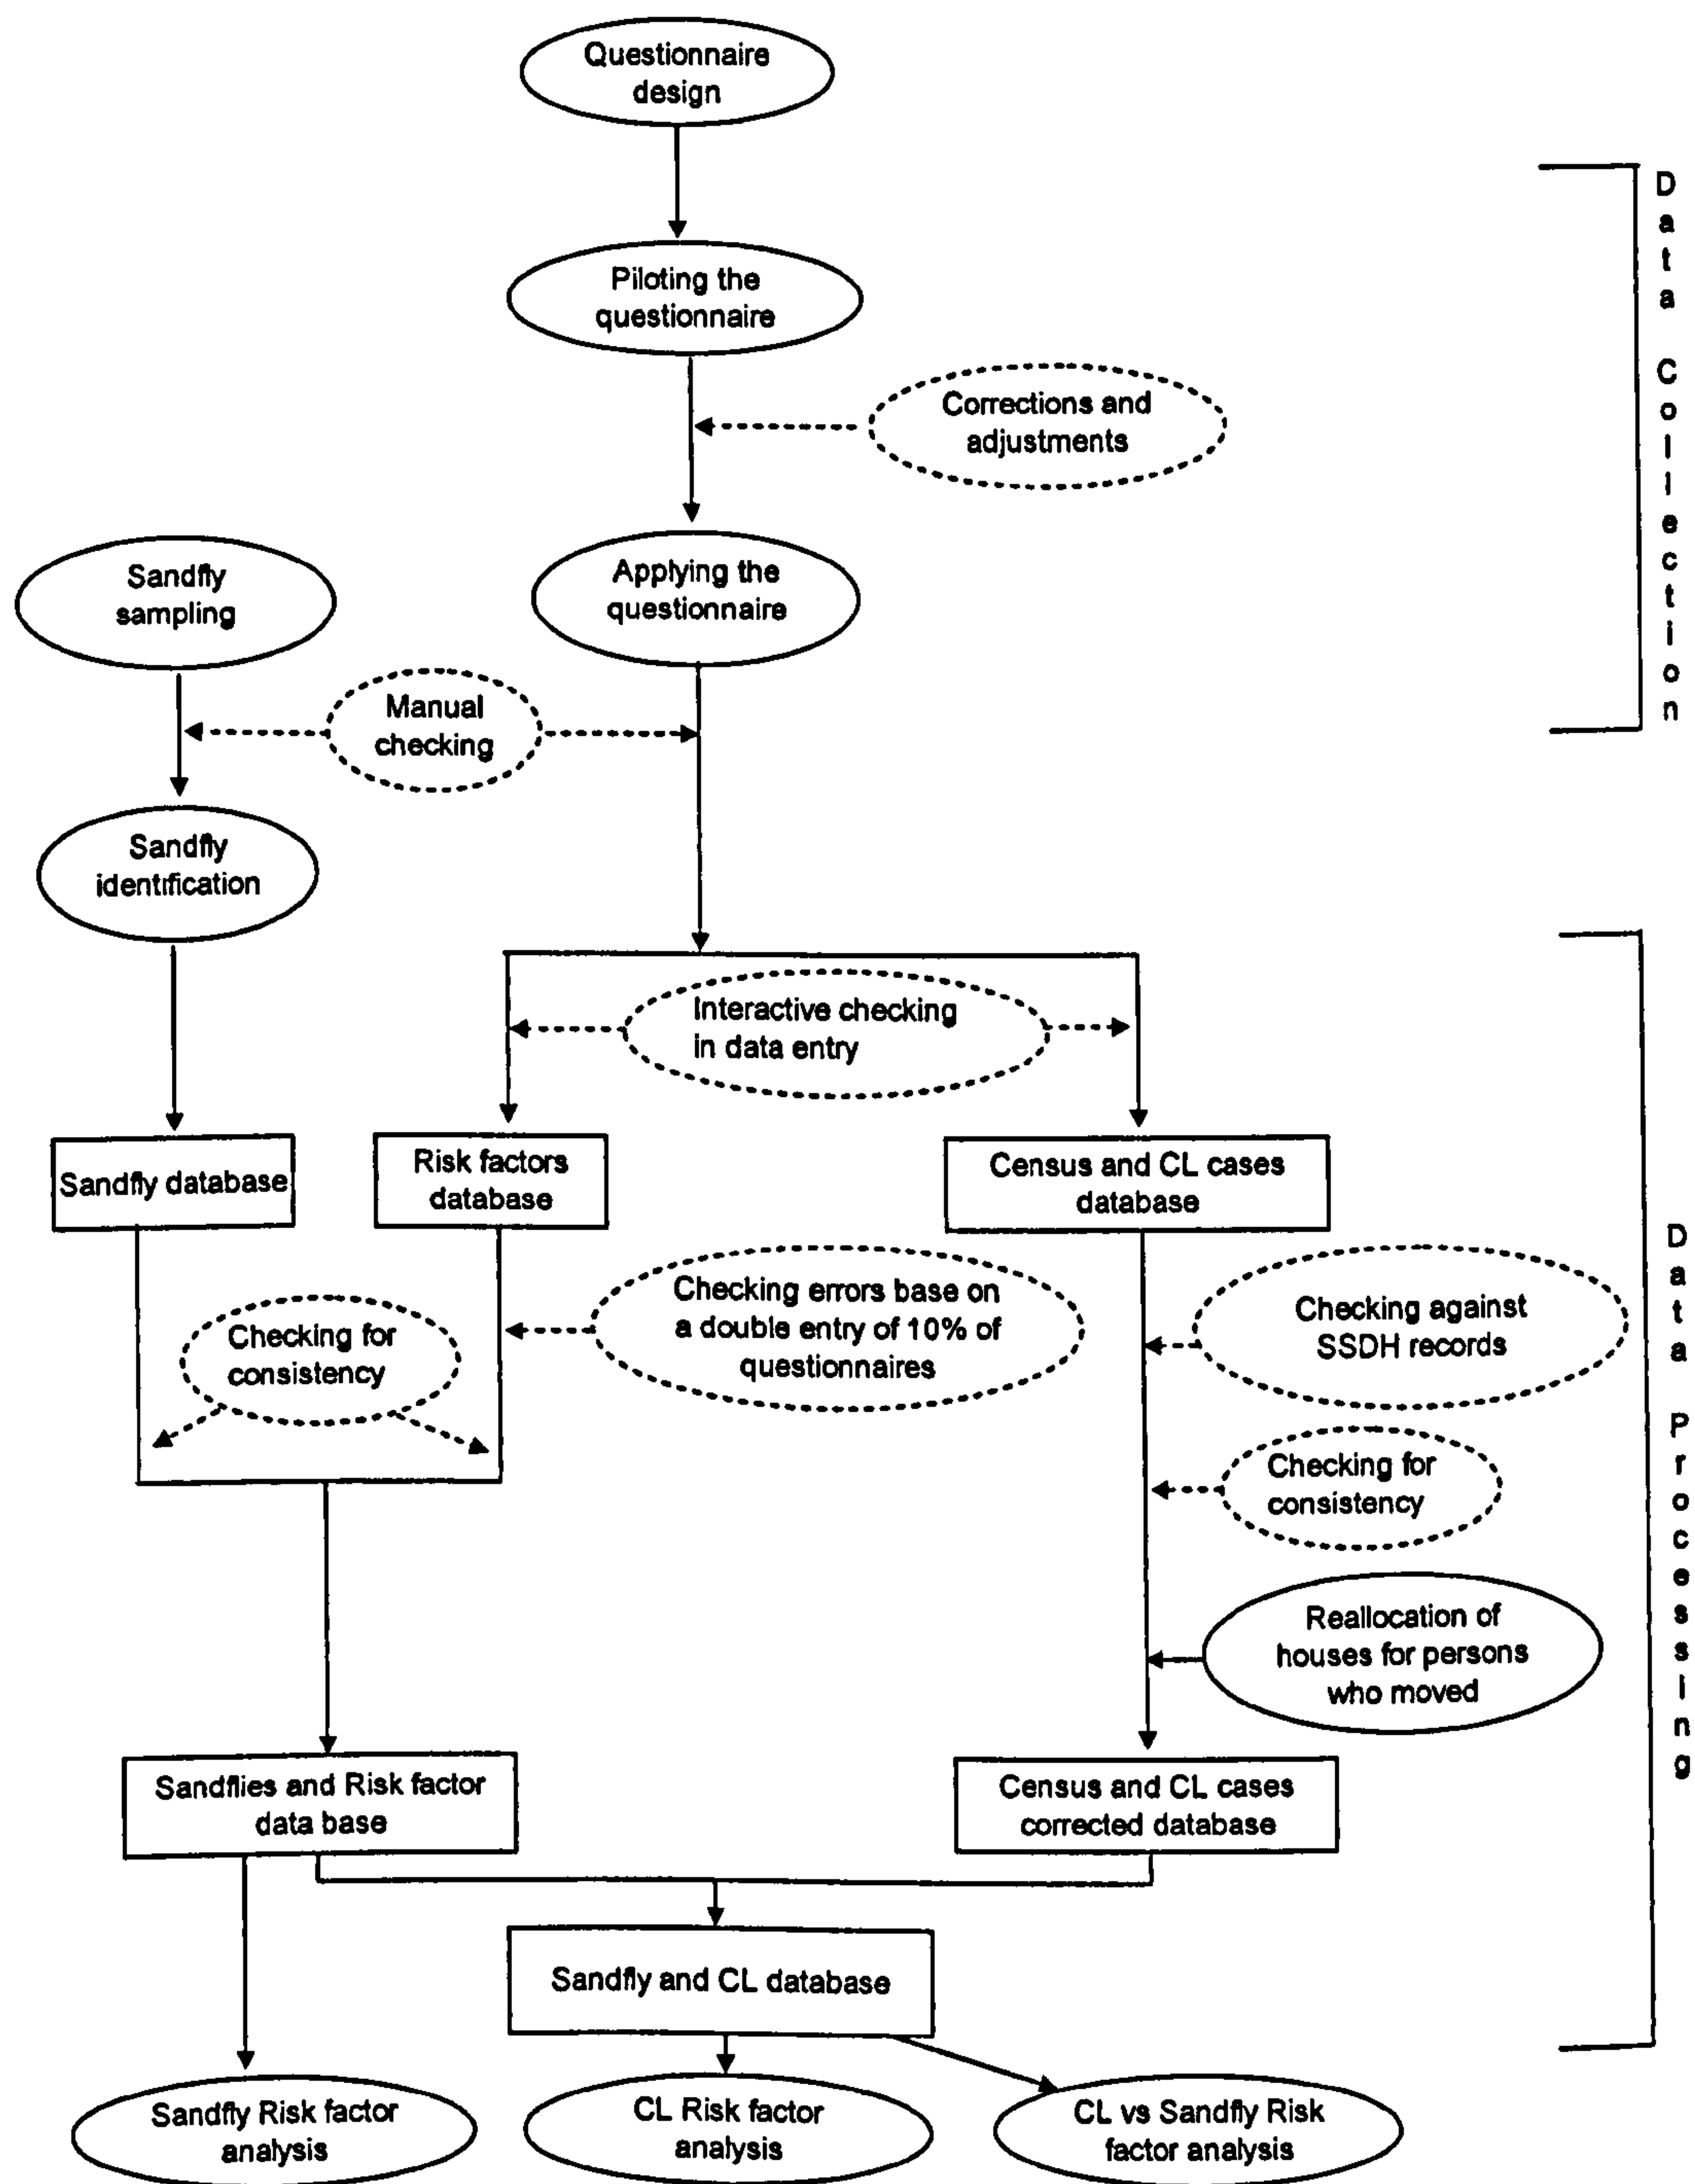 Questionnaire
design
Piloting the
questionnaire
Corrections and
adjustments
Sandfly
sampling
Applying the
questionnaire
Manual
checking
Sandfly
identification
Interactive checking
in data entry
Sandfly database
Risk factors
database
Census and CL cases
database
Checking for
consistency
Checking errors base on
a double entry of 10% of
questionnaires
Checking against
SSDH records
Checking for
consistency
Reallocation of
houses for persons
who moved
Sandflies and Risk factor
data base
Census and CL cases
corrected database
Sandfly and CL database
Sandfly Risk factor
analysis
CL Risk factor
analysis
CL vs Sandfly Risk
factor analysis
Data Collection
Data Processing